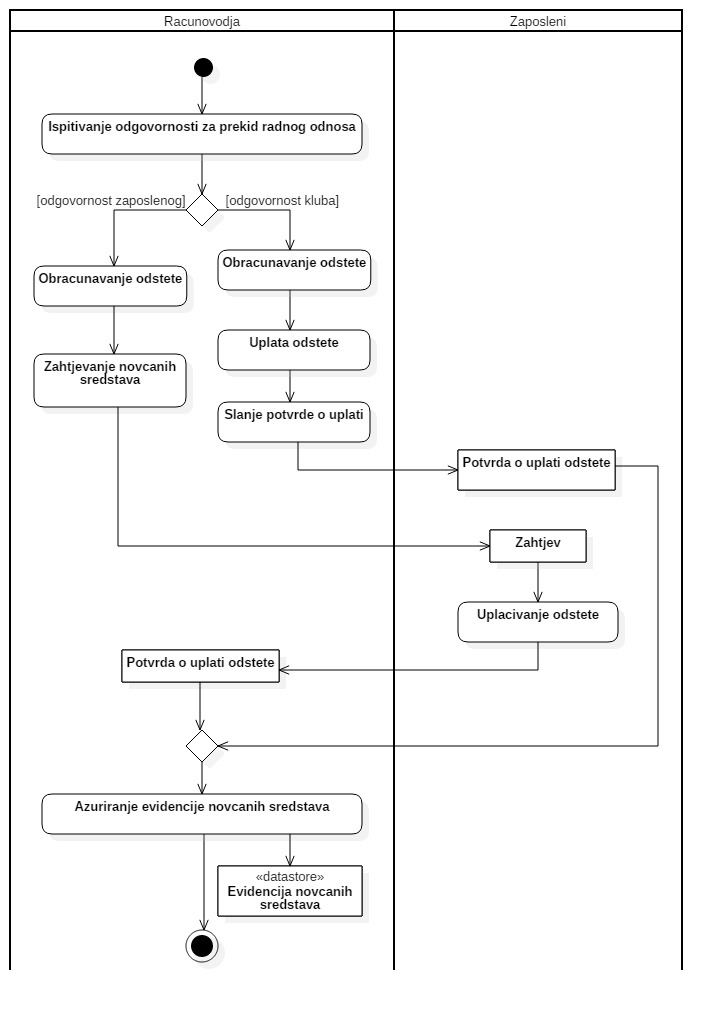 Racunovodja
Zaposleni
Ispitivanje odgovornosti za prekid radnog odnosa
[odgovornost zaposlenog]
[odgovornost kluba]
Obracunavanje odstete
Obracunavanje odstete
Uplata odstete
Zahtjevanje novcanih
sredstava
Slanje potvrde o uplati
Potvrda o uplati odstete
Zahtjev
Uplacivanje odstete
Potvrda o uplati odstete
Azuriranje evidencije novcanih sredstava
«datastore»
Evidencija novcanih
sredstava